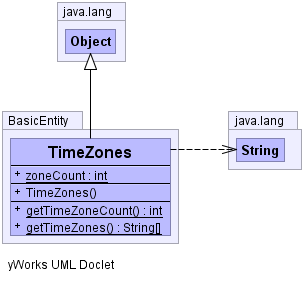 java.lang
Object
BasicEntity
java.lang
TimeZones
String
+ zoneCount : int
+ TimeZones()
+ getTimeZoneCount() : int
+ getTimeZones() : String[]
yWorks UML Doclet